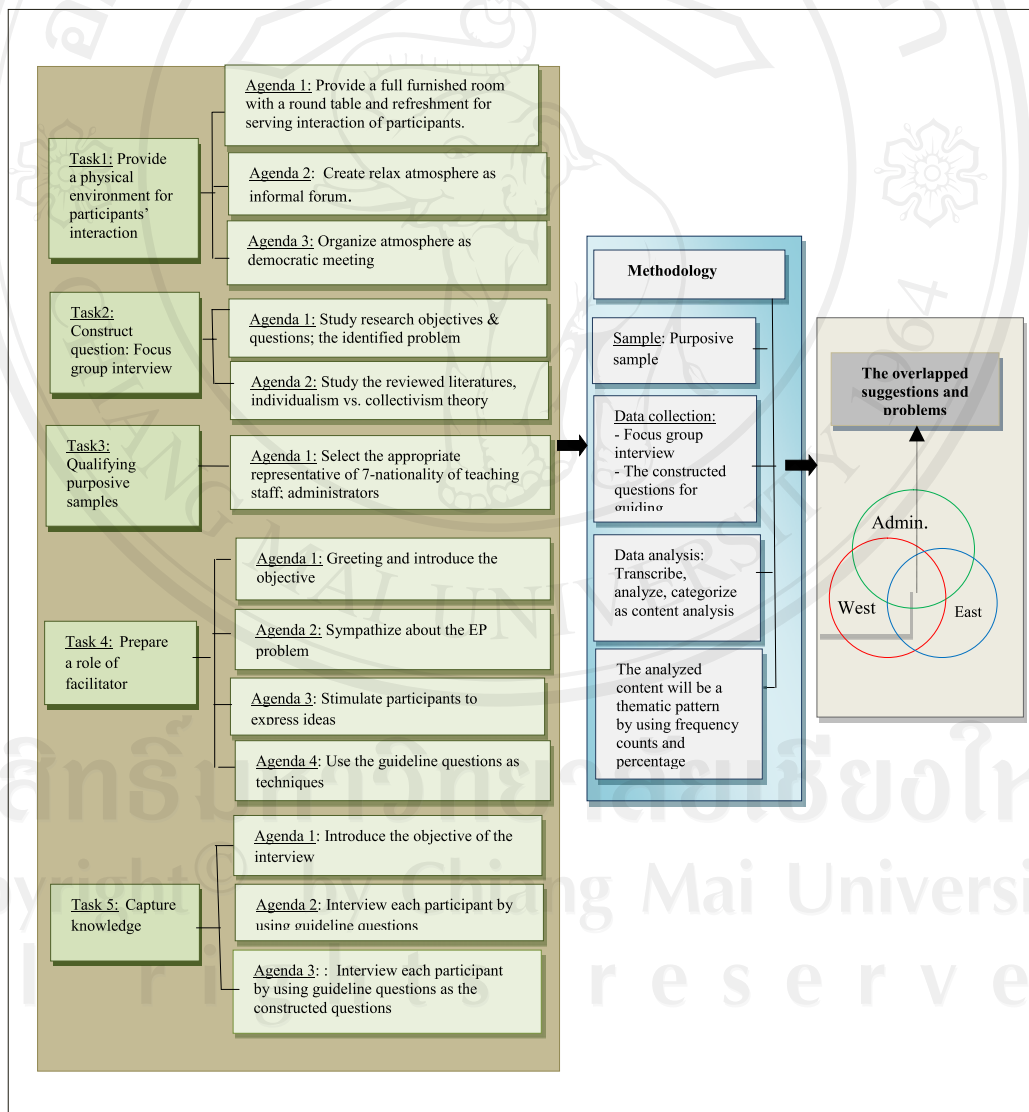 Task1: Provide
a physical
environment for
participants'
interaction
Agenda 1: Provide a full furnished room
with a round table and refreshment for
serving interaction of participants.
Agenda 2:  Create relax atmosphere as
informal forum.
Agenda 3: Organize atmosphere as
democratic meeting
Task2:
Construct
question: Focus
group interview
Agenda 1: Study research objectives &
questions; the identified problem
Agenda 2: Study the reviewed literatures,
individualism vs. collectivism theory
Task3:
Qualifying
purposive
samples
Agenda 1: Select the appropriate
representative of 7-nationality of teaching
staff; administrators
Task 4:  Prepare
a role of
facilitator
Agenda 1: Greeting and introduce the
objective
Agenda 2: Sympathize about the EP
problem
Agenda 3: Stimulate participants to
express ideas
Agenda 4: Use the guideline questions as
techniques
Task 5:  Capture
knowledge
Agenda 1: Introduce the objective of the
interview
Agenda 2: Interview each participant by
using guideline questions
Agenda 3: :  Interview each participant
by using guideline questions as the
constructed questions
Methodology
Sample: Purposive
sample
Data collection:
- Focus group
interview
- The constructed
questions for
guiding
Data analysis:
Transcribe,
analyze, categorize
as content analysis
The analyzed
content will be a
thematic pattern
by using frequency
counts and
percentage
The overlapped
suggestions and
problems
Admin.
West
East
CHIANG MAI UNIVERSITY 1964
by Chiang Mai Universi
rights reserve